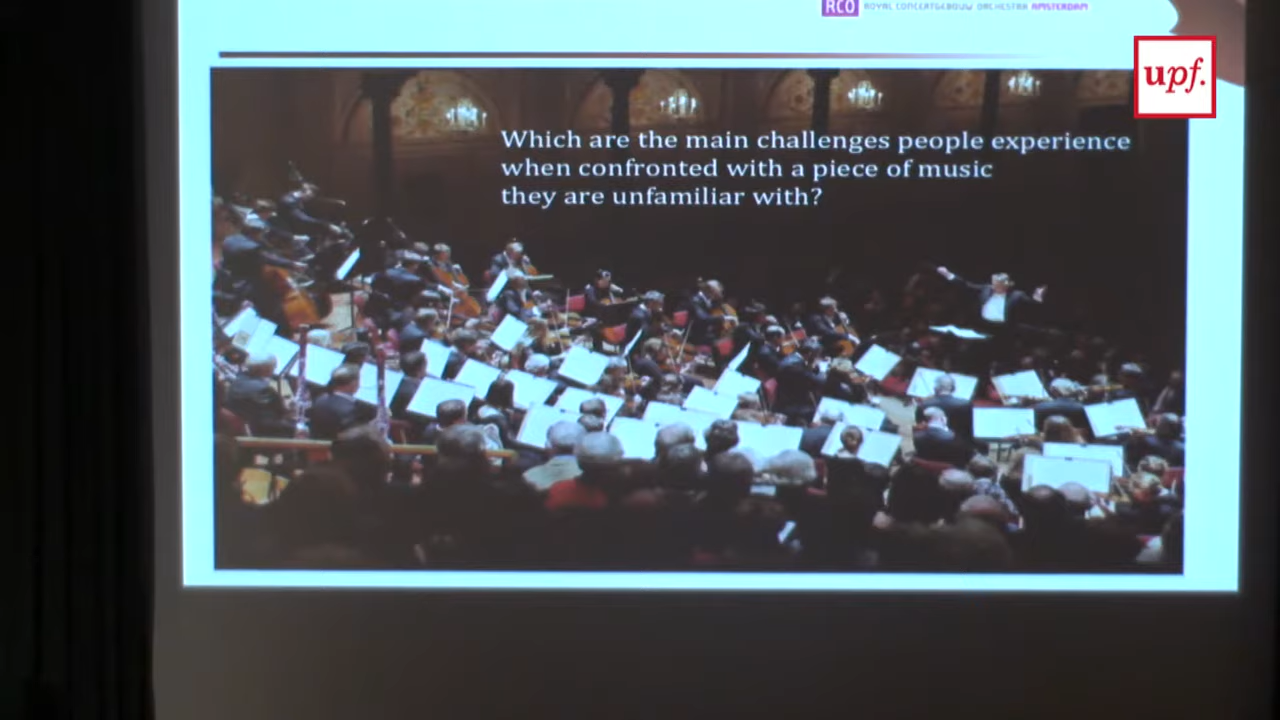 RCO ROYAL CONCERTGEBOUW ORCHESTRA AMSTERDAM
upf.
Which are the main challenges people experience
when confronted with a piece of music
they are unfamiliar with?